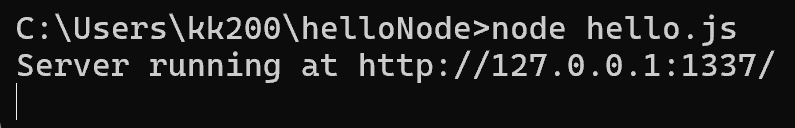 C:\Users\kk200\helloNode>node hello.js
Server running at http://127.0.0.1:1337/